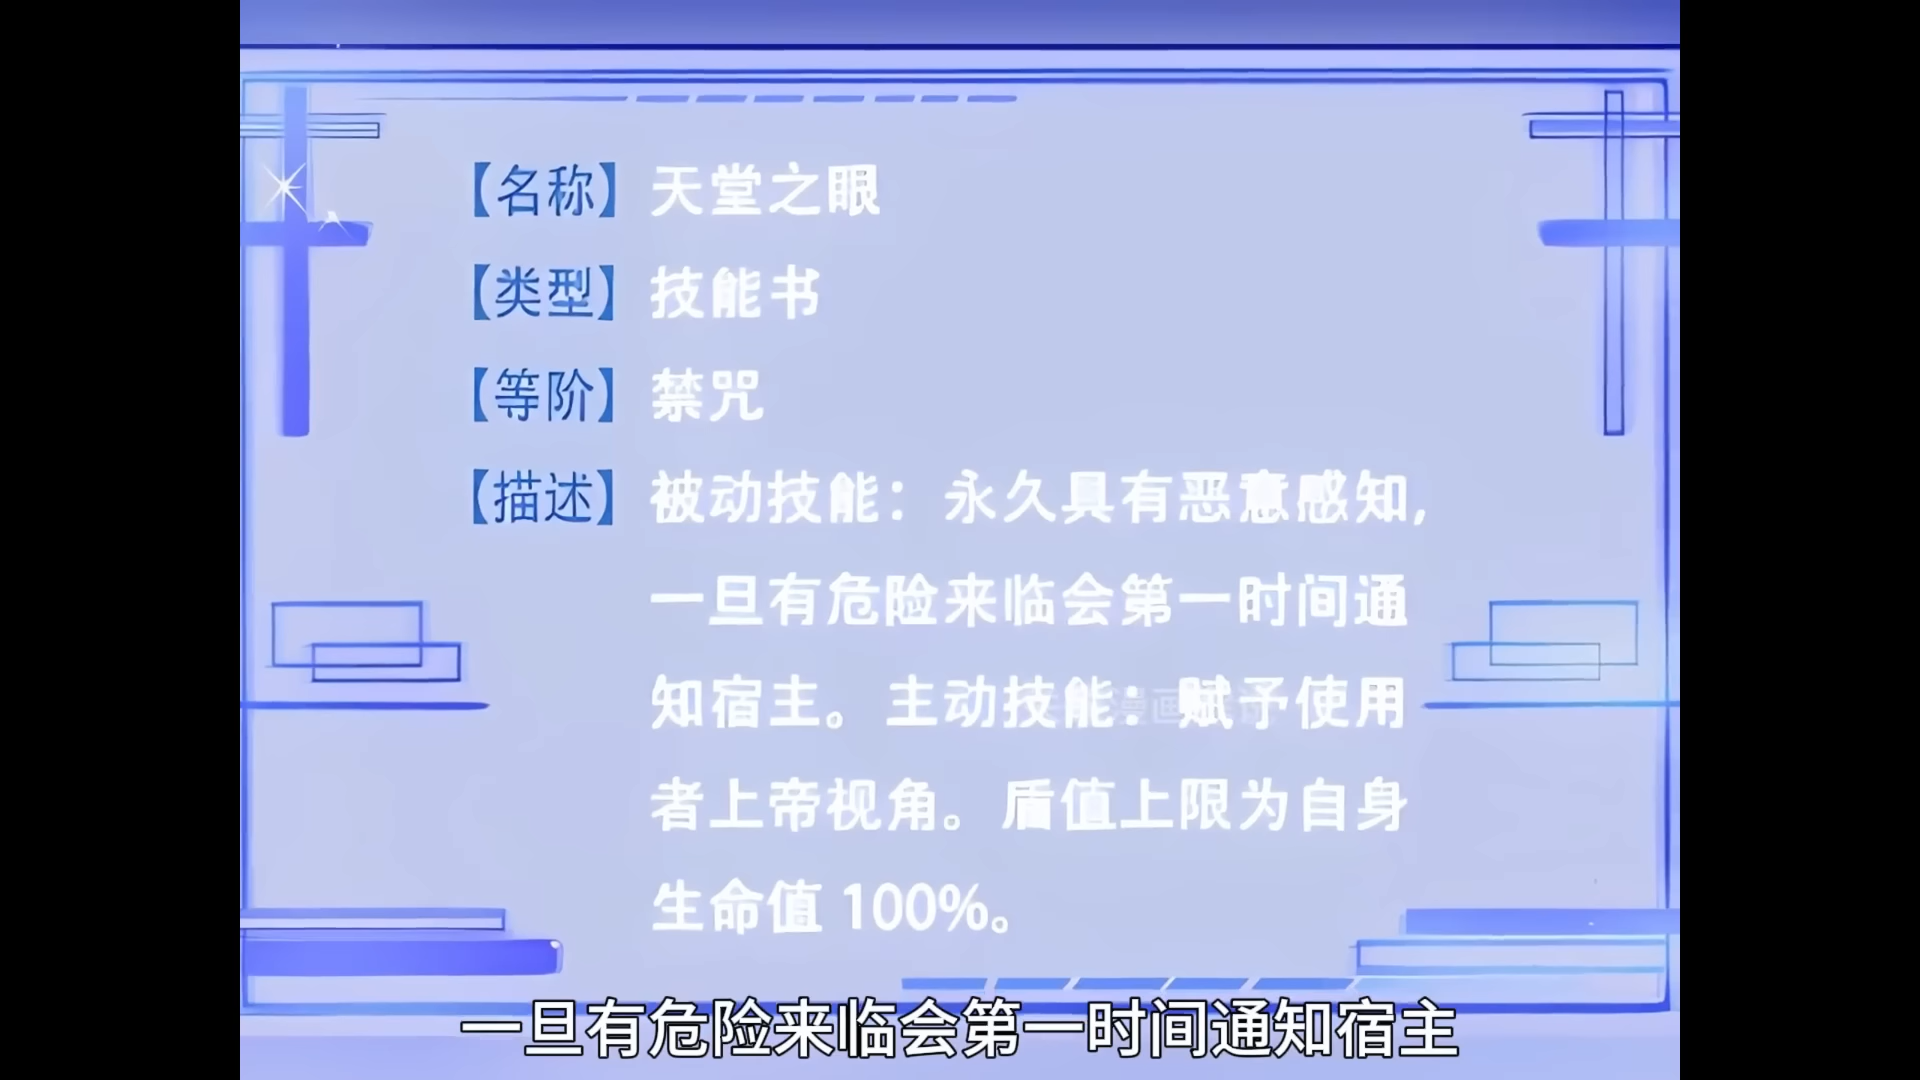 【名称】 天堂之眼
【类型】 技能书
【等阶】 禁咒
【描述】 被动技能：永久具有恶意感知，
一旦有危险来临会第一时间通
知宿主。主动技能：赋予使用
者上帝视角。盾值上限为自身
生命值 100%。
一旦有危险来临会第一时间通知宿主